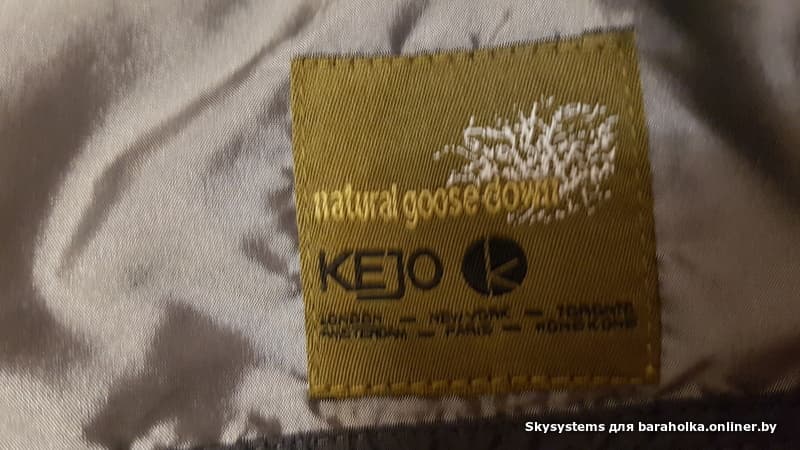 natural goose down
KEJO k
LONDON — NEW-YORK — TORONTO
AMSTERDAM — PARIS — HONGKONG
Skysystems для baraholka.onliner.by